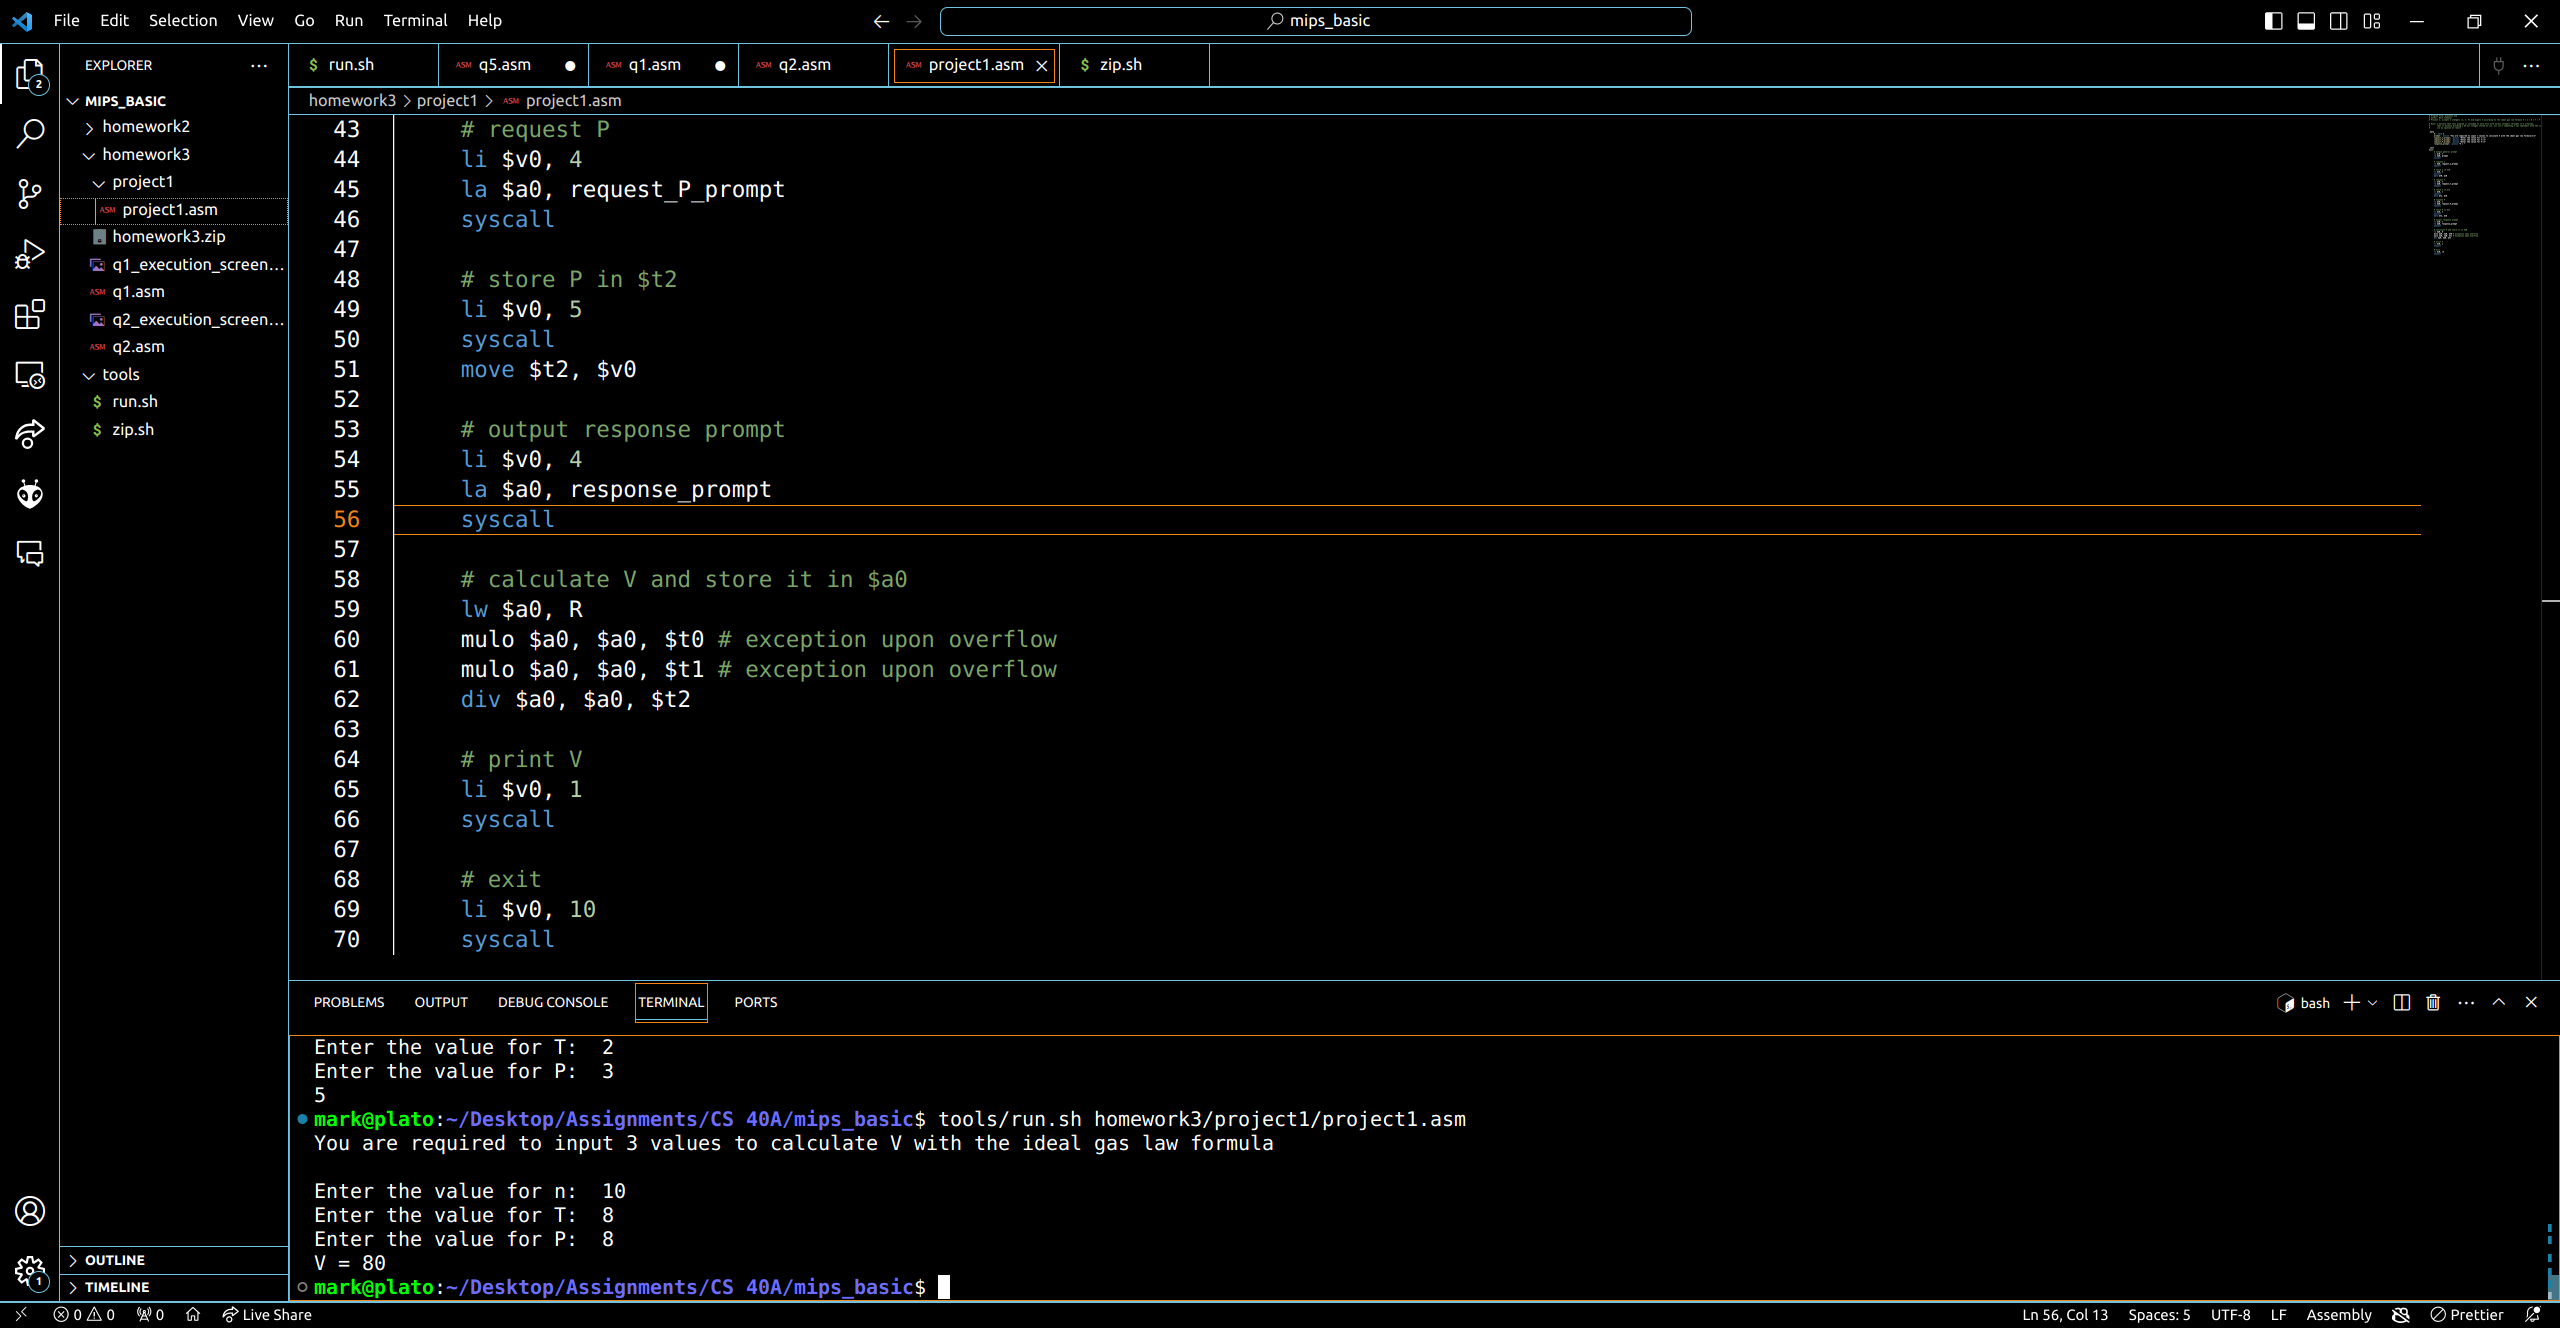 File Edit Selection View Go Run Terminal Help
mips_basic
EXPLORER
run.sh
q5.asm
q1.asm
q2.asm
project1.asm
zip.sh
homework3 > project1 > ASM project1.asm
MIPS_BASIC
homework2
homework3
project1
ASM project1.asm
homework3.zip
q1_execution_screen...
ASM q1.asm
q2_execution_screen...
ASM q2.asm
tools
$ run.sh
$ zip.sh
OUTLINE
TIMELINE
43 # request P
44 li $v0, 4
45 la $a0, request_P_prompt
46 syscall
47
48 # store P in $t2
49 li $v0, 5
50 syscall
51 move $t2, $v0
52
53 # output response prompt
54 li $v0, 4
55 la $a0, response_prompt
56 syscall
57
58 # calculate V and store it in $a0
59 lw $a0, R
60 mulo $a0, $a0, $t0 # exception upon overflow
61 mulo $a0, $a0, $t1 # exception upon overflow
62 div $a0, $a0, $t2
63
64 # print V
65 li $v0, 1
66 syscall
67
68 # exit
69 li $v0, 10
70 syscall
PROBLEMS OUTPUT DEBUG CONSOLE TERMINAL PORTS
bash
Enter the value for T:  2
Enter the value for P:  3
5
mark@plato:~/Desktop/Assignments/CS 40A/mips_basic$ tools/run.sh homework3/project1/project1.asm
You are required to input 3 values to calculate V with the ideal gas law formula
Enter the value for n:  10
Enter the value for T:  8
Enter the value for P:  8
V = 80
mark@plato:~/Desktop/Assignments/CS 40A/mips_basic$
0 0 0 Live Share
Ln 56, Col 13 Spaces: 5 UTF-8 LF Assembly Prettier